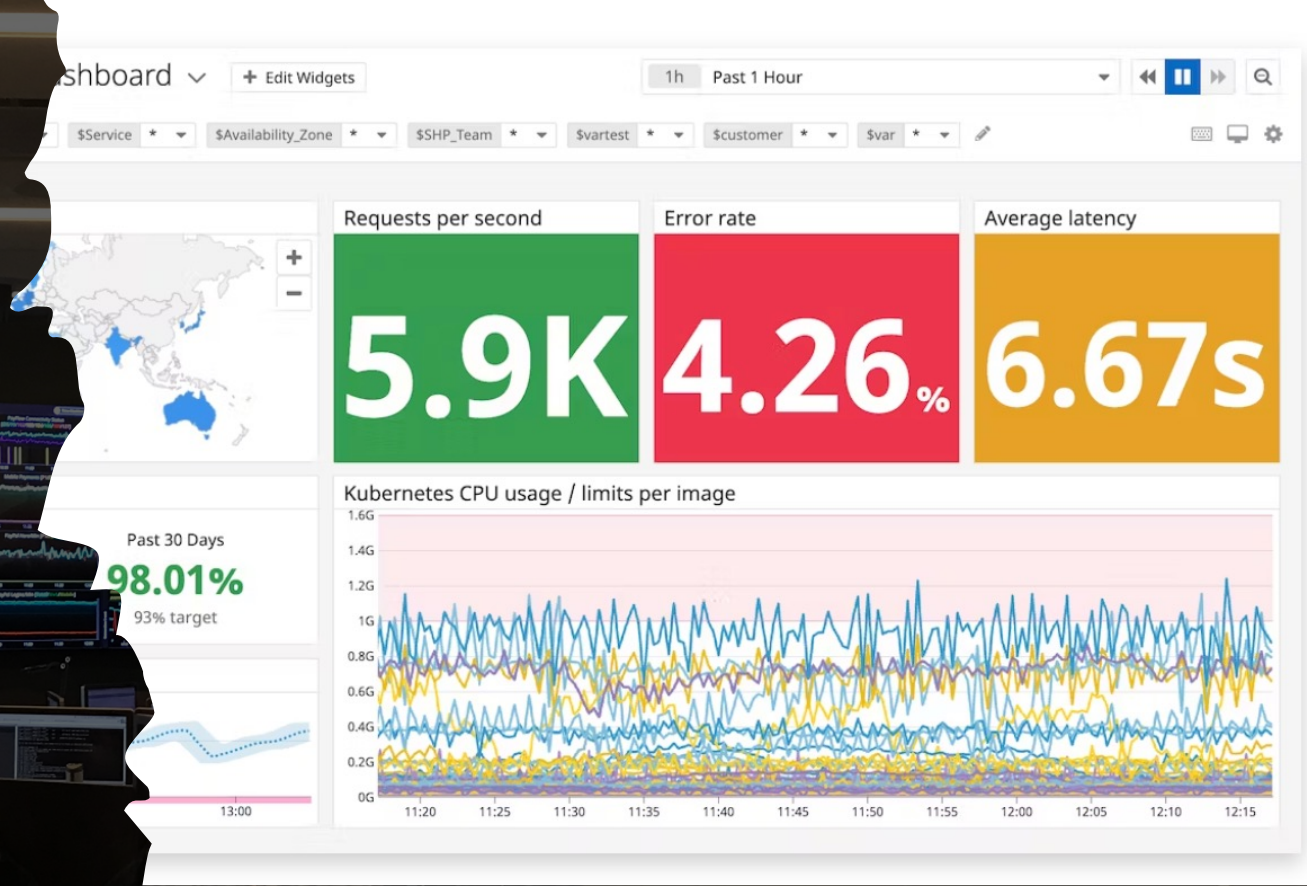 shboard
+ Edit Widgets
1h Past 1 Hour
$Service * $Availability_Zone * $SHP_Team * $vartest * $customer * $var *
Requests per second
5.9K
Error rate
4.26%
Average latency
6.67s
Past 30 Days
98.01%
93% target
13:00
Kubernetes CPU usage / limits per image
1.6G
1.4G
1.2G
1G
0.8G
0.6G
0.4G
0.2G
0G
11:20 11:25 11:30 11:35 11:40 11:45 11:50 11:55 12:00 12:05 12:10 12:15